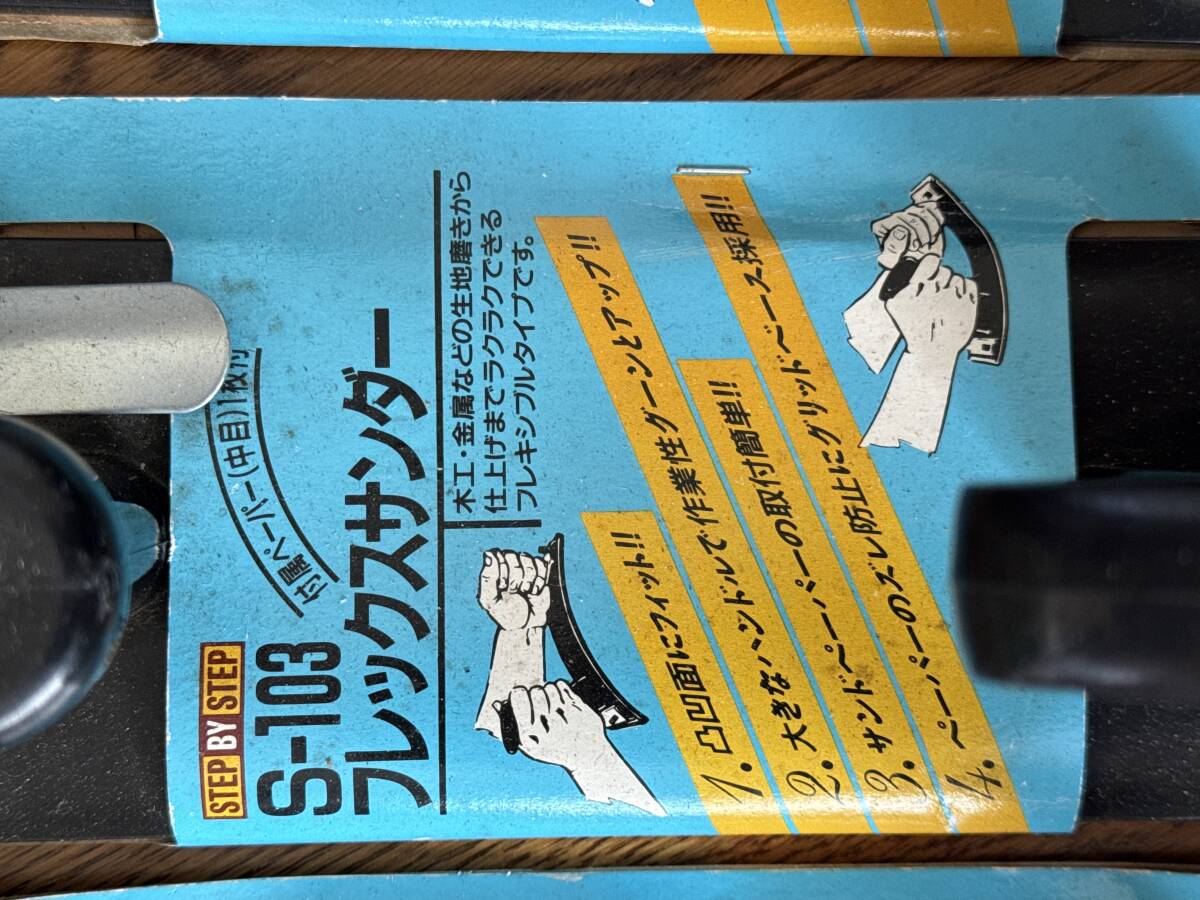 STEP BY STEP
S-103
フレックスサンダー
付属ペーパー(中目)1枚付
木工・金属などの生地磨きから
仕上げまでラクラクできる
フレキシブルタイプです。
1. 凸凹面にフィット!!
2. 大きなハンドルで作業性グーンとアップ!!
3. サンドペーパーの取付簡単!!
4. ペーパーのズレ防止にグリッドベース採用!!